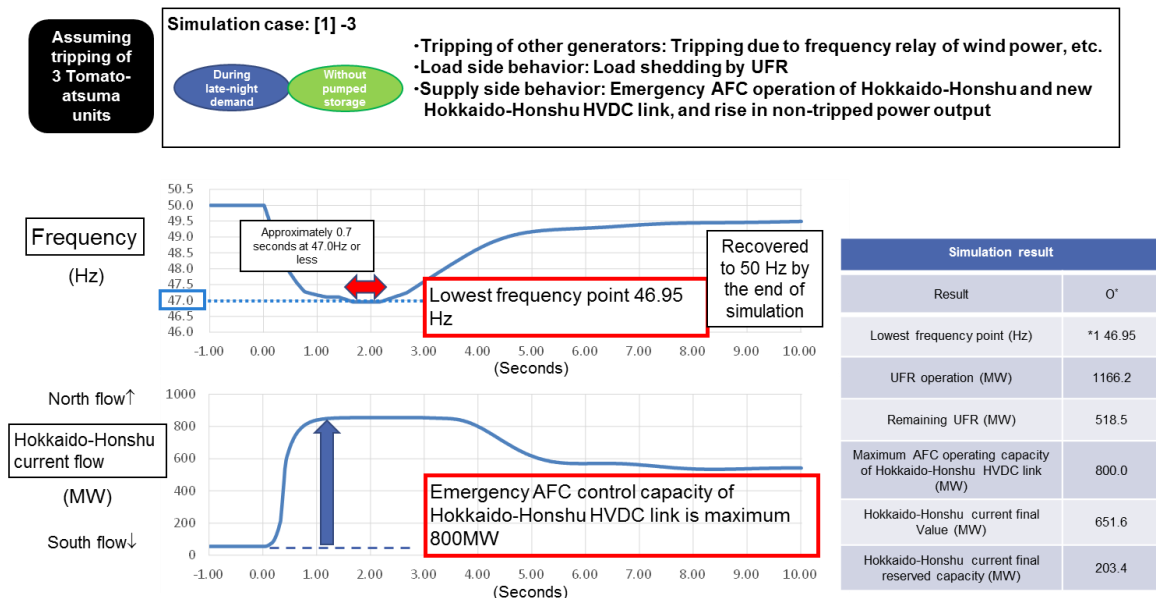 Assuming
tripping of
3 Tomato-
atsuma
units
Simulation case: [1] -3
During
late-night
demand
Without
pumped
storage
・Tripping of other generators: Tripping due to frequency relay of wind power, etc.
・Load side behavior: Load shedding by UFR
・Supply side behavior: Emergency AFC operation of Hokkaido-Honshu and new
Hokkaido-Honshu HVDC link, and rise in non-tripped power output
Frequency
(Hz)
50.5
50.0
49.5
49.0
48.5
48.0
47.5
47.0
46.5
46.0
Approximately 0.7
seconds at 47.0Hz or
less
Lowest frequency point 46.95
Hz
Recovered
to 50 Hz by
the end of
simulation
-1.00 0.00 1.00 2.00 3.00 4.00 5.00 6.00 7.00 8.00 9.00 10.00
(Seconds)
North flow↑
Hokkaido-Honshu
current flow
(MW)
South flow↓
1000
800
600
400
200
0
Emergency AFC control capacity of
Hokkaido-Honshu HVDC link is maximum
800MW
-1.00 0.00 1.00 2.00 3.00 4.00 5.00 6.00 7.00 8.00 9.00 10.00
(Seconds)
Simulation result
Result O*
Lowest frequency point (Hz) *1 46.95
UFR operation (MW) 1166.2
Remaining UFR (MW) 518.5
Maximum AFC operating capacity
of Hokkaido-Honshu HVDC link
(MW) 800.0
Hokkaido-Honshu current final
Value (MW) 651.6
Hokkaido-Honshu current final
reserved capacity (MW) 203.4